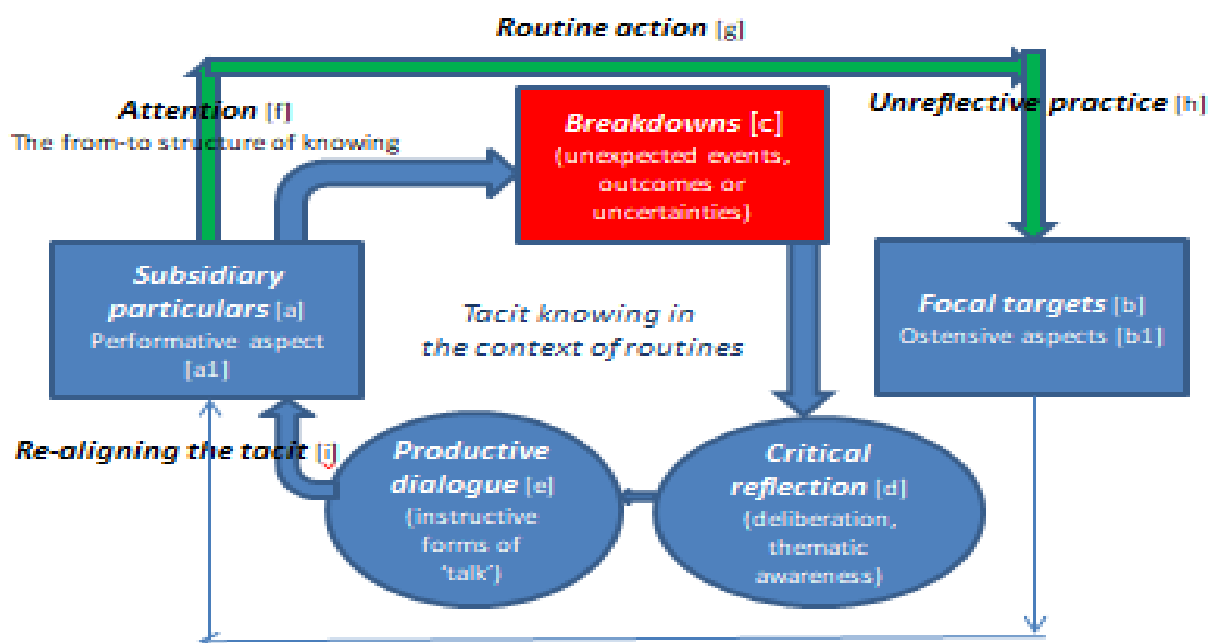 Routine action [g]
Attention [f]
The from-to structure of knowing
Breakdowns [c]
(unexpected events,
outcomes or
uncertainties)
Unreflective practice [h]
Subsidiary
particulars [a]
Performative aspect
[a1]
Tacit knowing in
the context of routines
Focal targets [b]
Ostensive aspects [b1]
Re-aligning the tacit [i]
Productive
dialogue [e]
(instructive
forms of
‘talk’)
Critical
reflection [d]
(deliberation,
thematic
awareness)